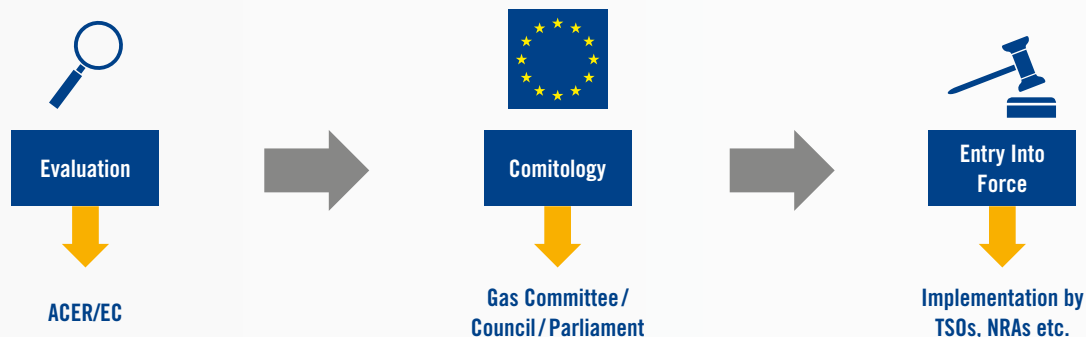 Evaluation
Comitology
Entry Into
Force
ACER/EC
Gas Committee /
Council / Parliament
Implementation by
TSOs, NRAs etc.